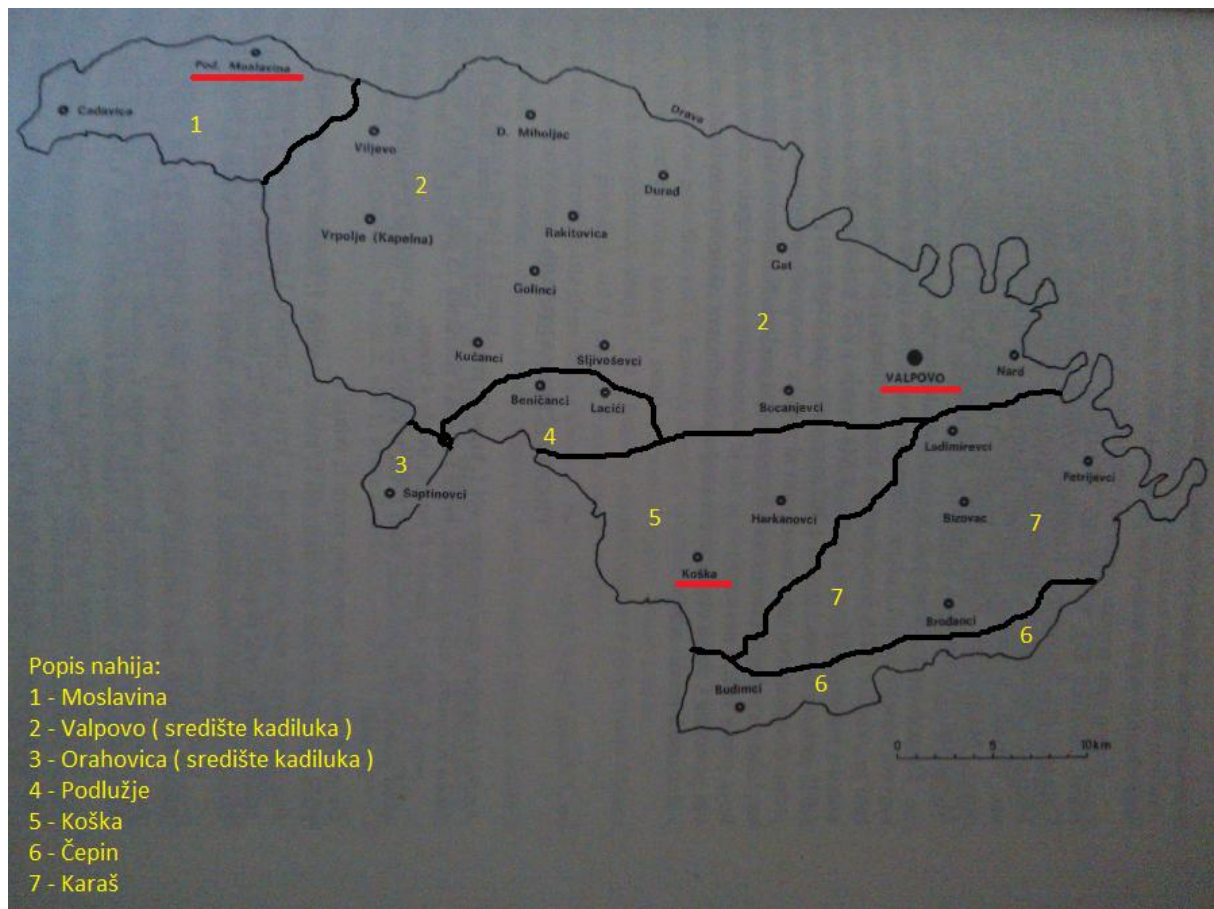 Pod. Moslavina
Cadavica
1
Viljevo
D. Miholjac
Drava
2
Durad
Vrpolje (Kapelna)
Rakitovica
Gat
Golinci
2
Kućanci
Sljivoševci
VALPOVO
Nard
Beničanci
Lacići
Bocanjevci
4
Ladimirevci
3
Petrijevci
Šaptinovci
5
Harkanovci
Bizovac
7
Koška
7
Brođanci
6
Budimci
6
0 5 10km
Popis nahija:
1 - Moslavina
2 - Valpovo ( središte kadiluka )
3 - Orahovica ( središte kadiluka )
4 - Podlužje
5 - Koška
6 - Čepin
7 - Karaš